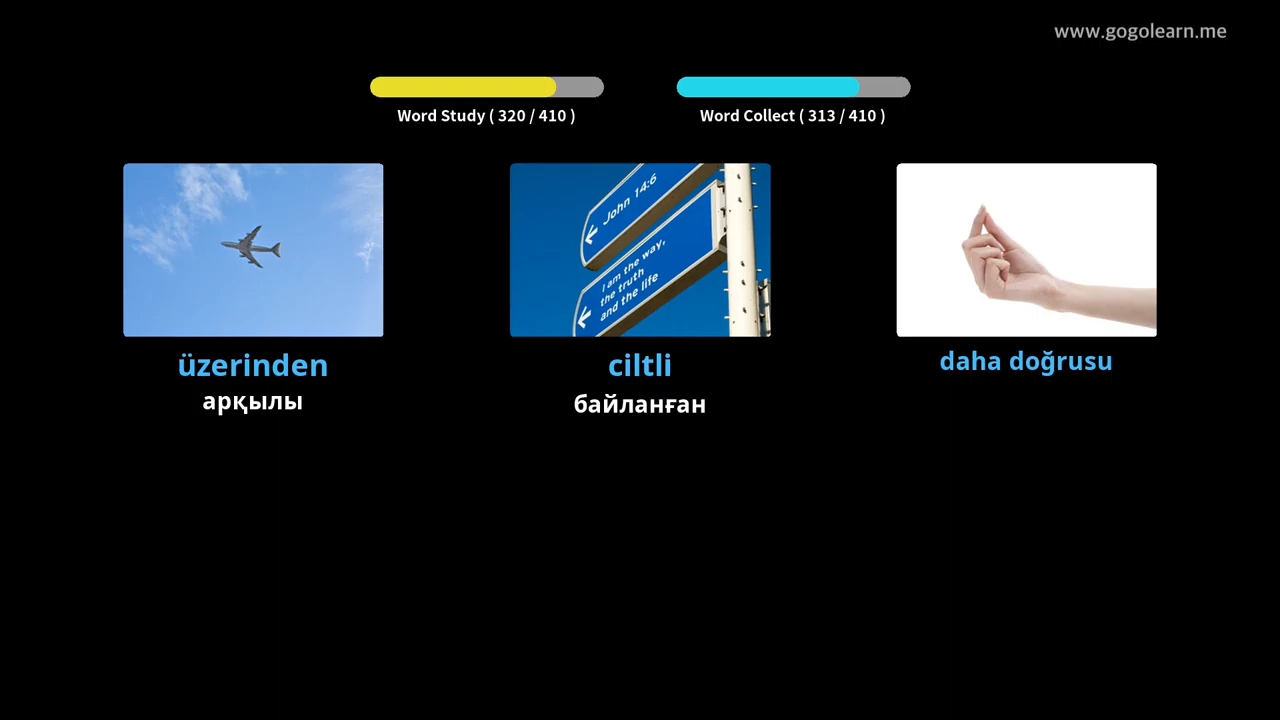 www.gogolearn.me
Word Study ( 320 / 410 )
Word Collect ( 313 / 410 )
John 14:6
I am the way,
the truth
and the life
üzerinden
ciltli
daha doğrusu
арқылы
байланған